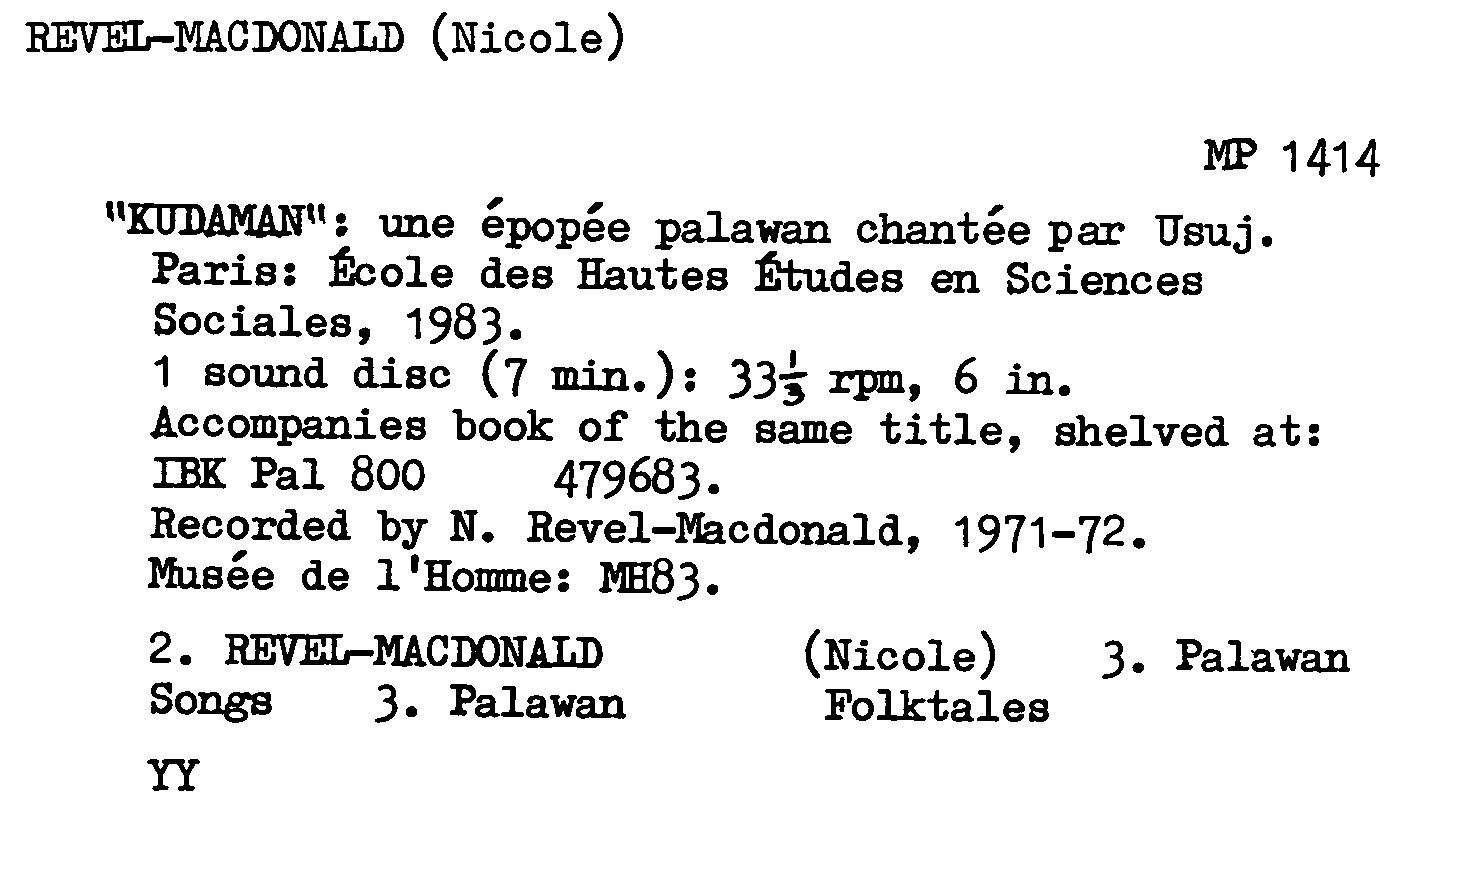 REVEL-MACDONALD (Nicole)
MP 1414
"KUDAMAN": une épopée palawan chantée par Usuj.
Paris: École des Hautes Études en Sciences
Sociales, 1983.
1 sound disc (7 min.): 33⅓ rpm, 6 in.
Accompanies book of the same title, shelved at:
IBK Pal 800 479683.
Recorded by N. Revel-Macdonald, 1971-72.
Musée de l'Homme: MH83.
2. REVEL-MACDONALD (Nicole) 3. Palawan
Songs 3. Palawan Folktales
YY